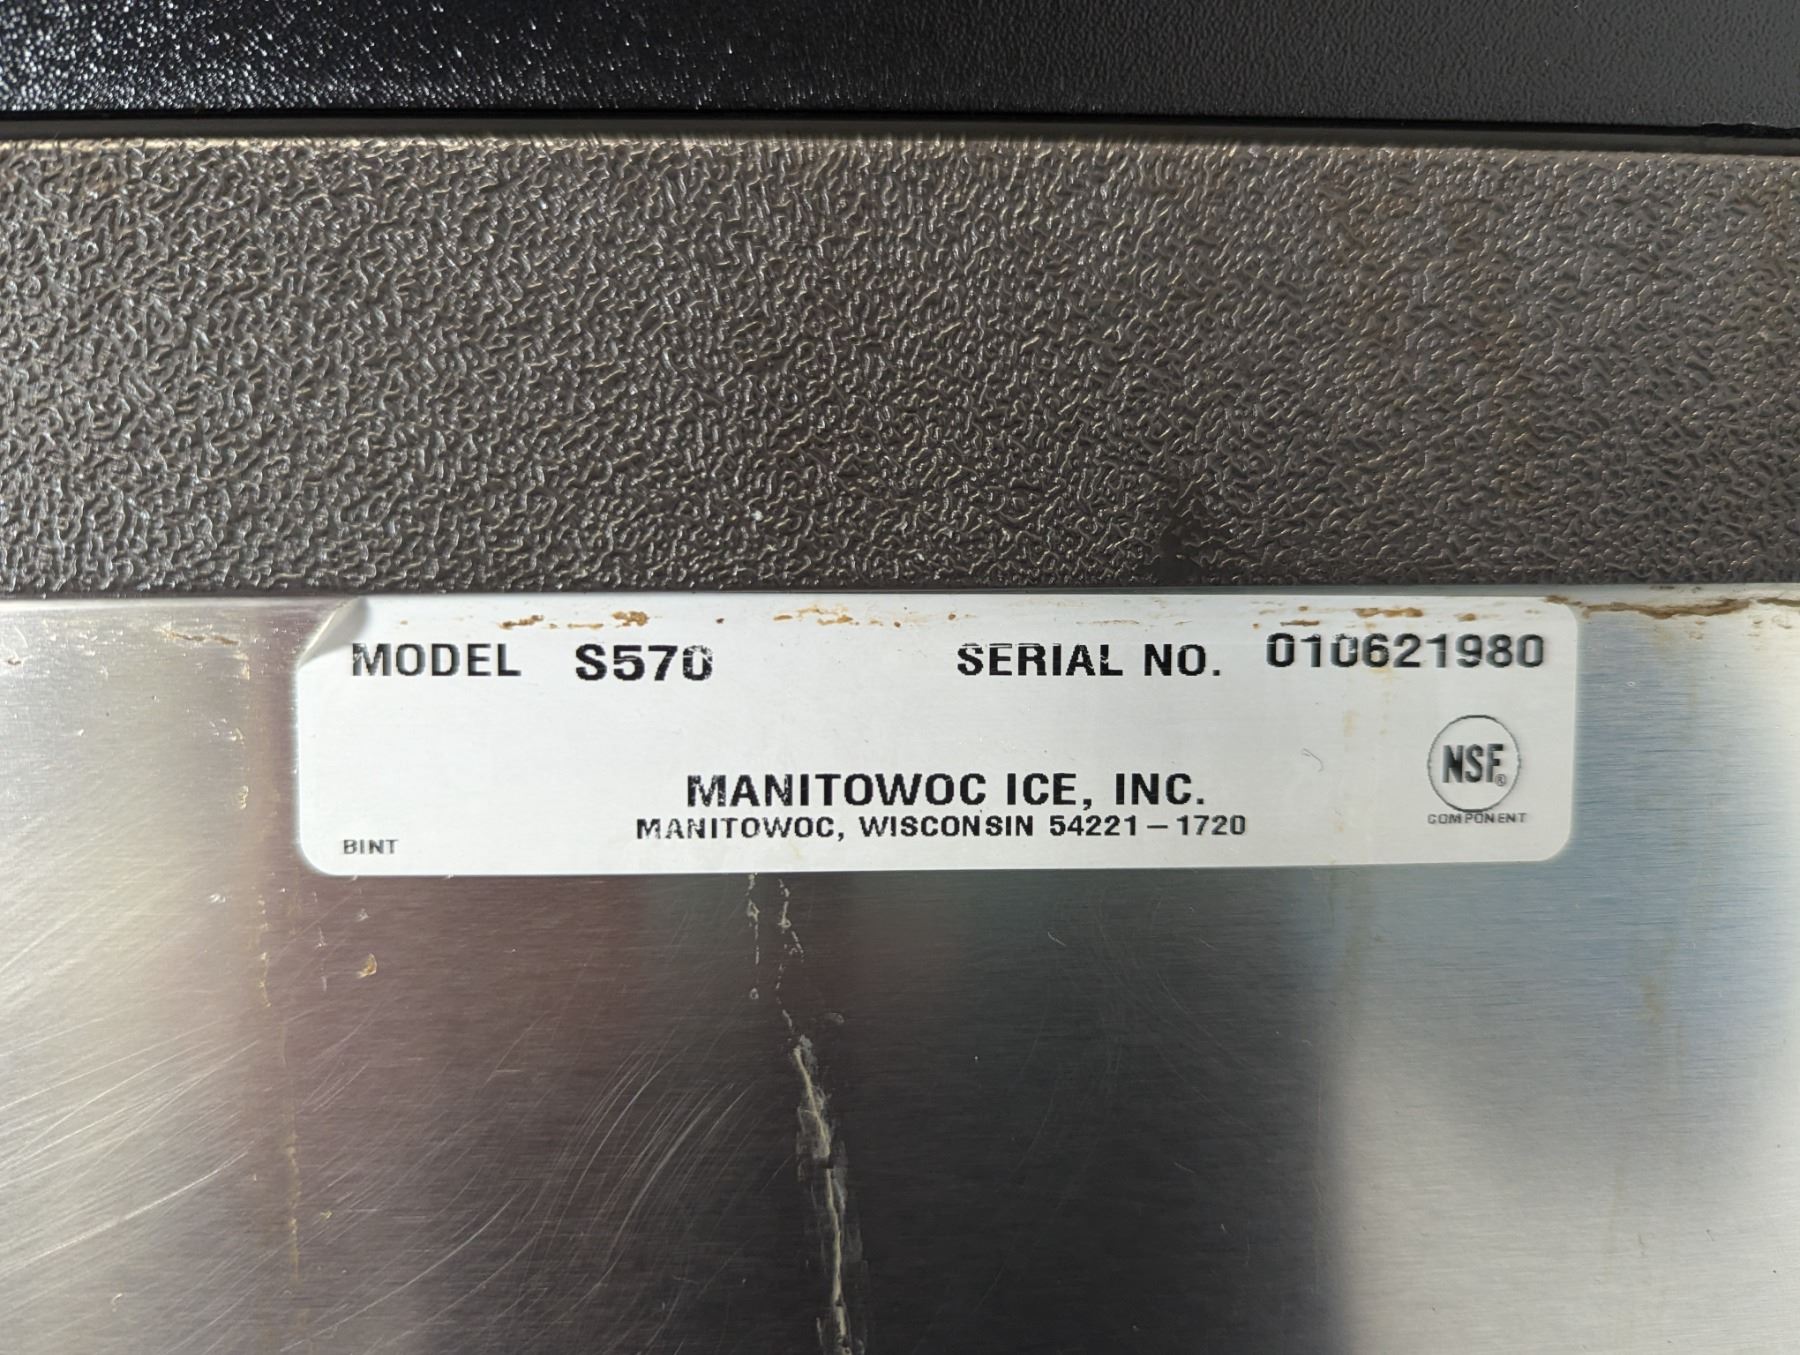 MODEL S570 SERIAL NO. 010621980
NSF®
MANITOWOC ICE, INC.
MANITOWOC, WISCONSIN 54221-1720
COMPONENT
BINT